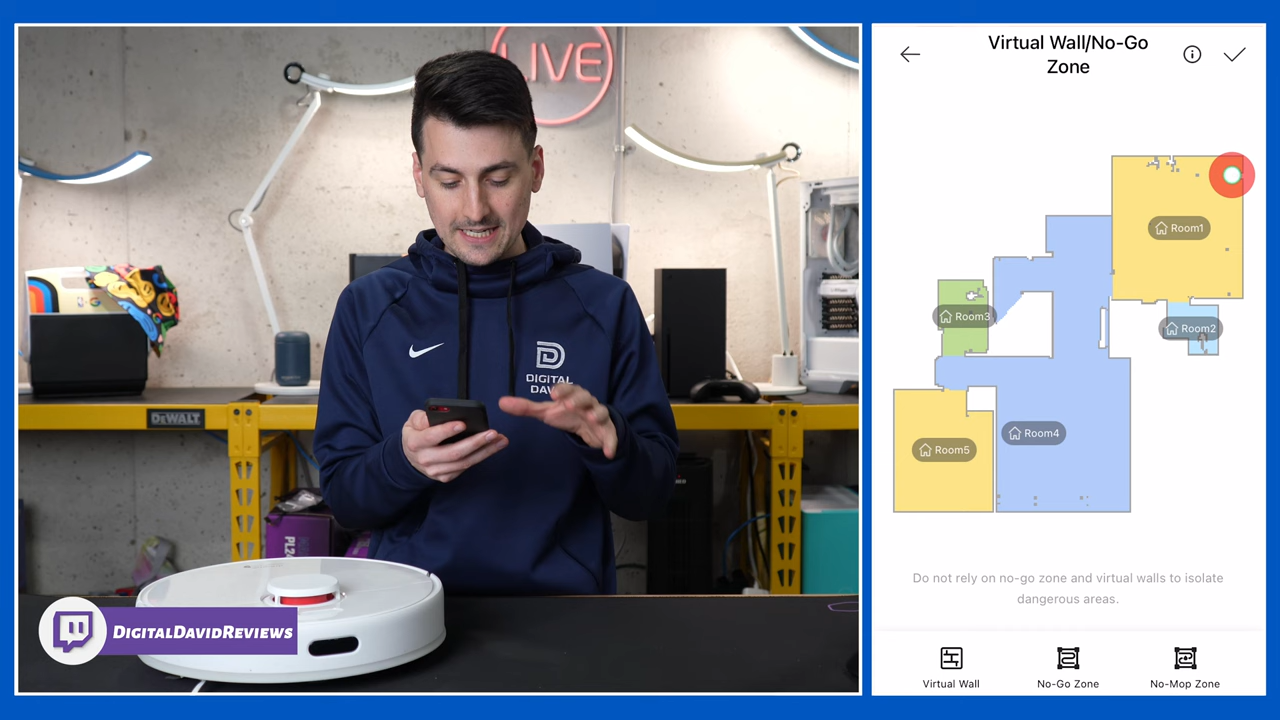 LIVE
DEWALT
DIGITAL
PL24
DIGITALDAVIDREVIEWS
Virtual Wall/No-Go
Zone
Room1
Room3
Room2
Room4
Room5
Do not rely on no-go zone and virtual walls to isolate
dangerous areas.
Virtual Wall
No-Go Zone
No-Mop Zone